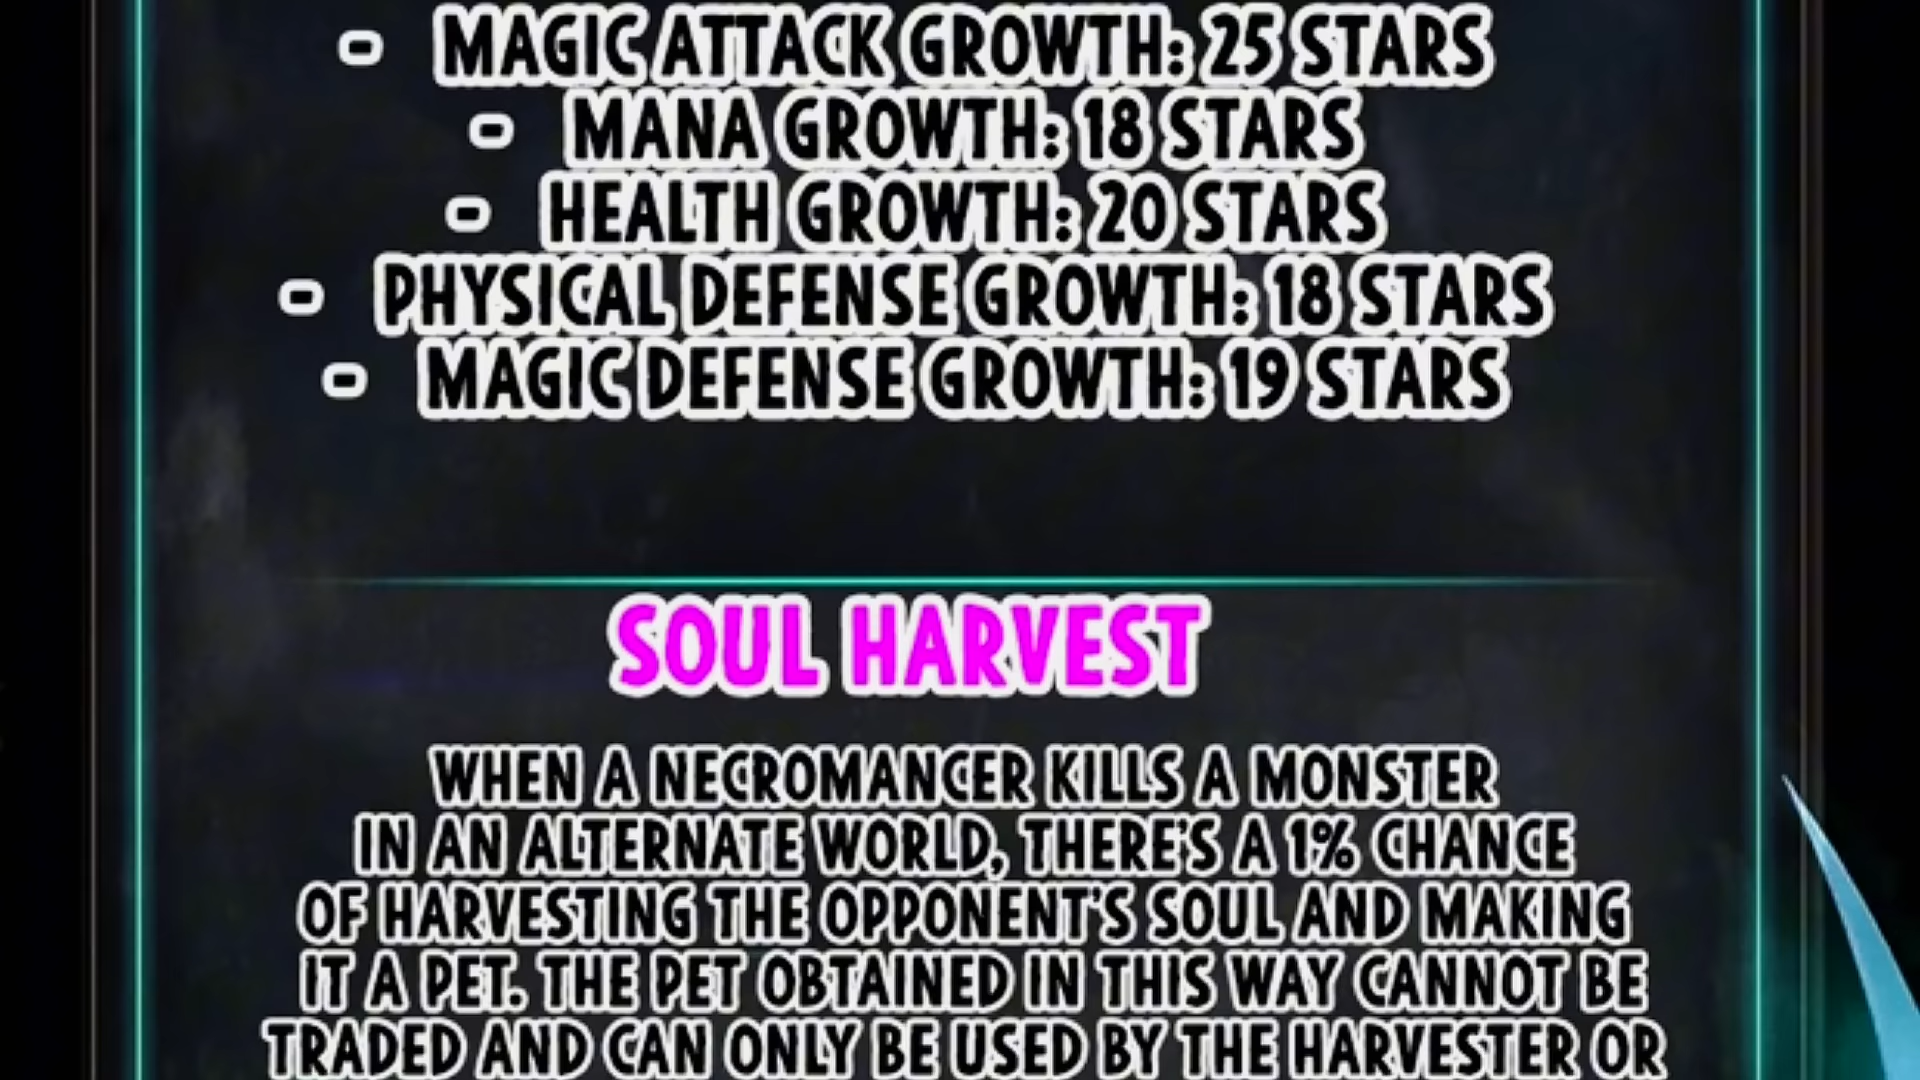 - MAGIC ATTACK GROWTH: 25 STARS
- MANA GROWTH: 18 STARS
- HEALTH GROWTH: 20 STARS
- PHYSICAL DEFENSE GROWTH: 18 STARS
- MAGIC DEFENSE GROWTH: 19 STARS
SOUL HARVEST
WHEN A NECROMANCER KILLS A MONSTER
IN AN ALTERNATE WORLD, THERE'S A 1% CHANCE
OF HARVESTING THE OPPONENT'S SOUL AND MAKING
IT A PET. THE PET OBTAINED IN THIS WAY CANNOT BE
TRADED AND CAN ONLY BE USED BY THE HARVESTER OR